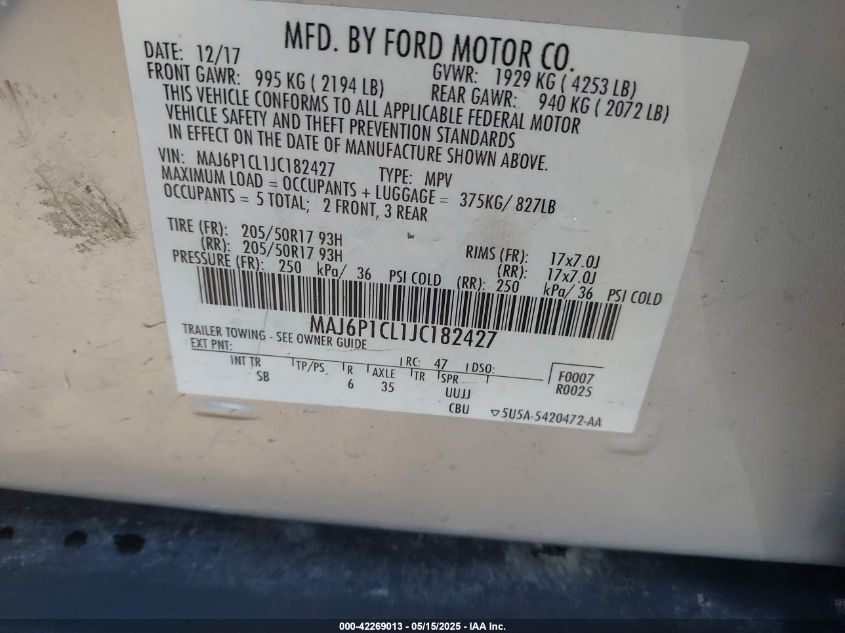 MFD. BY FORD MOTOR CO.
DATE: 12/17 GVWR: 1929 KG ( 4253 LB)
FRONT GAWR: 995 KG ( 2194 LB) REAR GAWR: 940 KG ( 2072 LB)
THIS VEHICLE CONFORMS TO ALL APPLICABLE FEDERAL MOTOR
VEHICLE SAFETY AND THEFT PREVENTION STANDARDS
IN EFFECT ON THE DATE OF MANUFACTURE SHOWN ABOVE.
VIN: MAJ6P1CL1JC182427 TYPE: MPV
MAXIMUM LOAD = OCCUPANTS + LUGGAGE = 375KG/ 827LB
OCCUPANTS = 5 TOTAL; 2 FRONT, 3 REAR
TIRE (FR): 205/50R17 93H RIMS (FR): 17x7.0J
(RR): 205/50R17 93H (RR): 17x7.0J
PRESSURE (FR): 250 kPa/ 36 PSI COLD (RR): 250 kPa/ 36 PSI COLD
MAJ6P1CL1JC182427
TRAILER TOWING - SEE OWNER GUIDE
EXT PNT: RC: 47 DSO:
INT TR TP/PS R AXLE TR SPR F0007
SB 6 35 UUJJ R0025
CBU 5U5A-5420472-AA
000-42269013 - 05/15/2025 - IAA Inc.